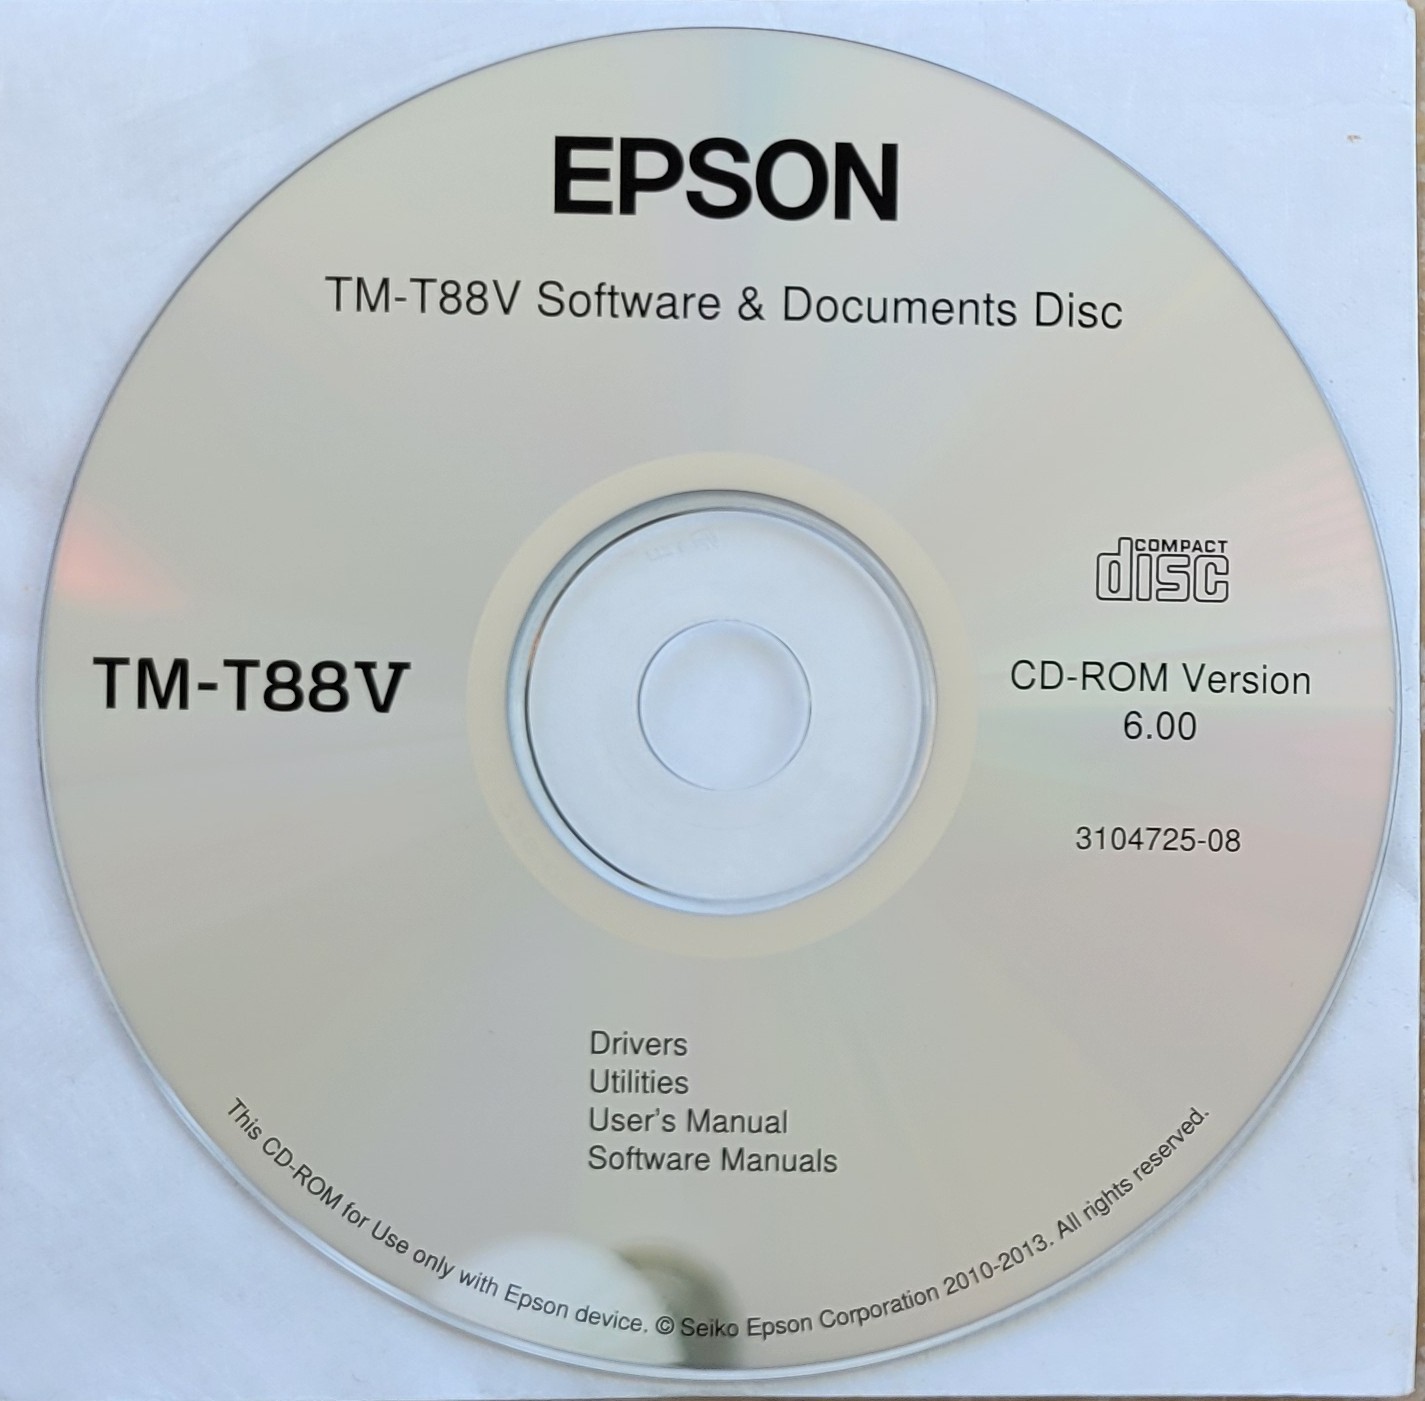 EPSON
TM-T88V Software & Documents Disc
COMPACT
disc
TM-T88V
CD-ROM Version
6.00
3104725-08
Drivers
Utilities
User's Manual
Software Manuals
This CD-ROM for Use only with Epson device. © Seiko Epson Corporation 2010-2013. All rights reserved.